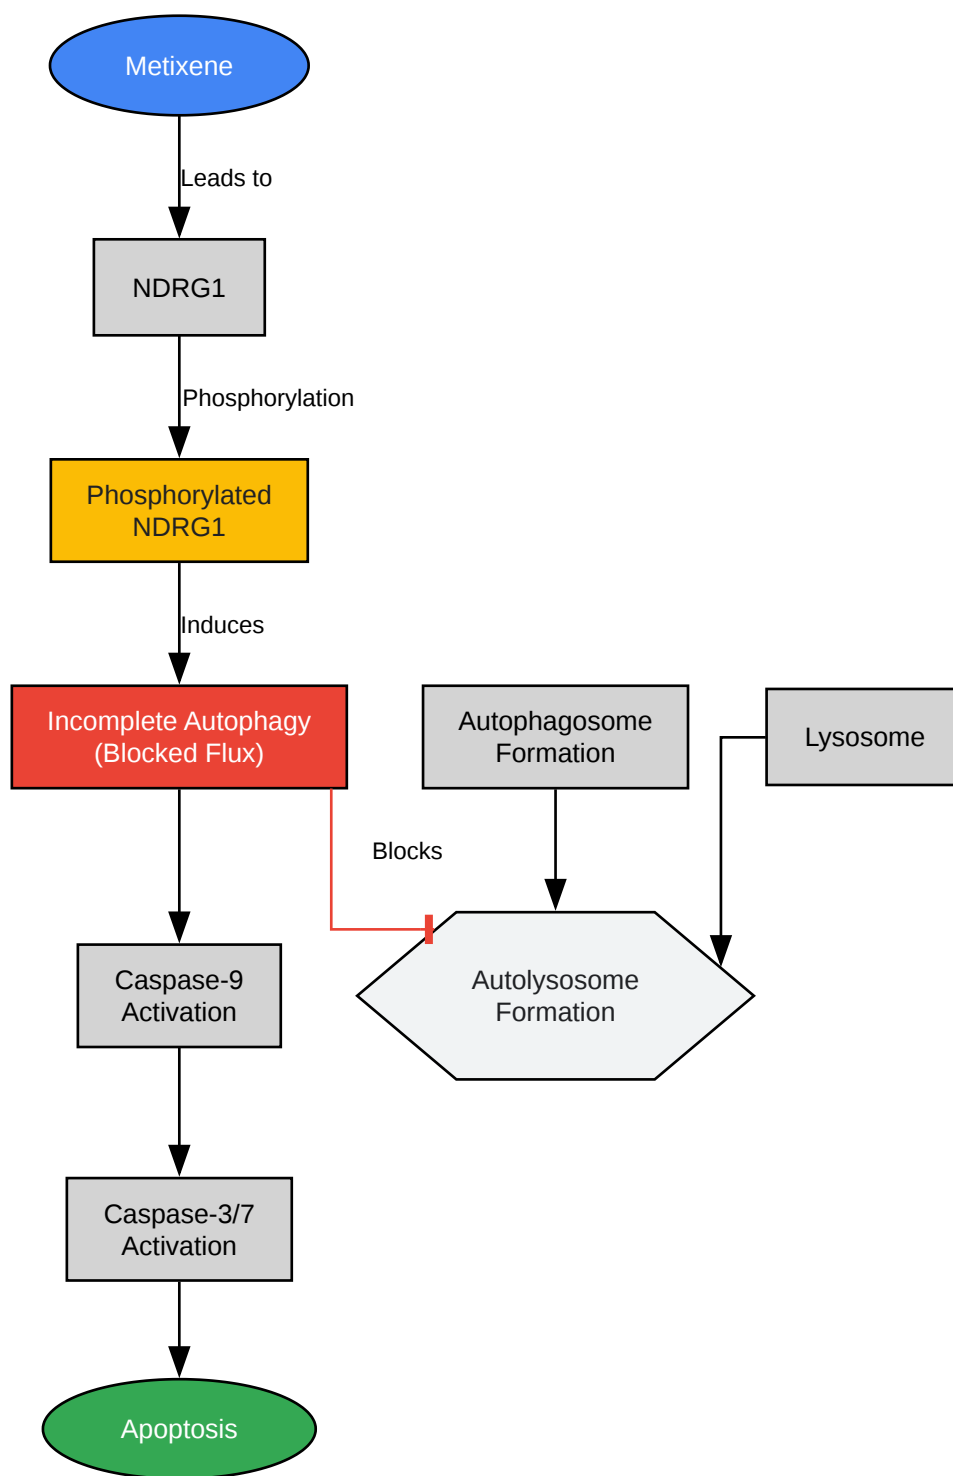 Metixene
Leads to
NDRG1
Phosphorylation
Phosphorylated
NDRG1
Induces
Incomplete Autophagy
(Blocked Flux)
Autophagosome
Formation
Lysosome
Blocks
Caspase-9
Activation
Autolysosome
Formation
Caspase-3/7
Activation
Apoptosis